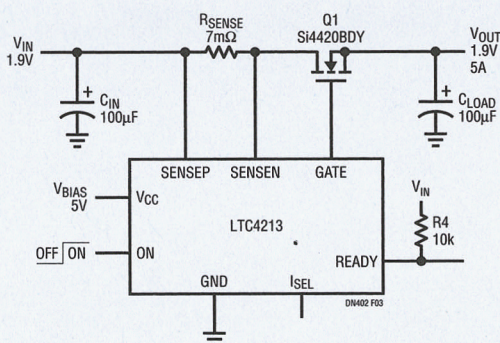 RSENSE
7mΩ
Q1
Si4420BDY
VIN
1.9V
VOUT
1.9V
5A
CIN
100µF
CLOAD
100µF
SENSEP
SENSEN
GATE
VBIAS
5V
VCC
LTC4213
VIN
R4
10k
OFF ON
ON
READY
GND
ISEL
DN402 F03